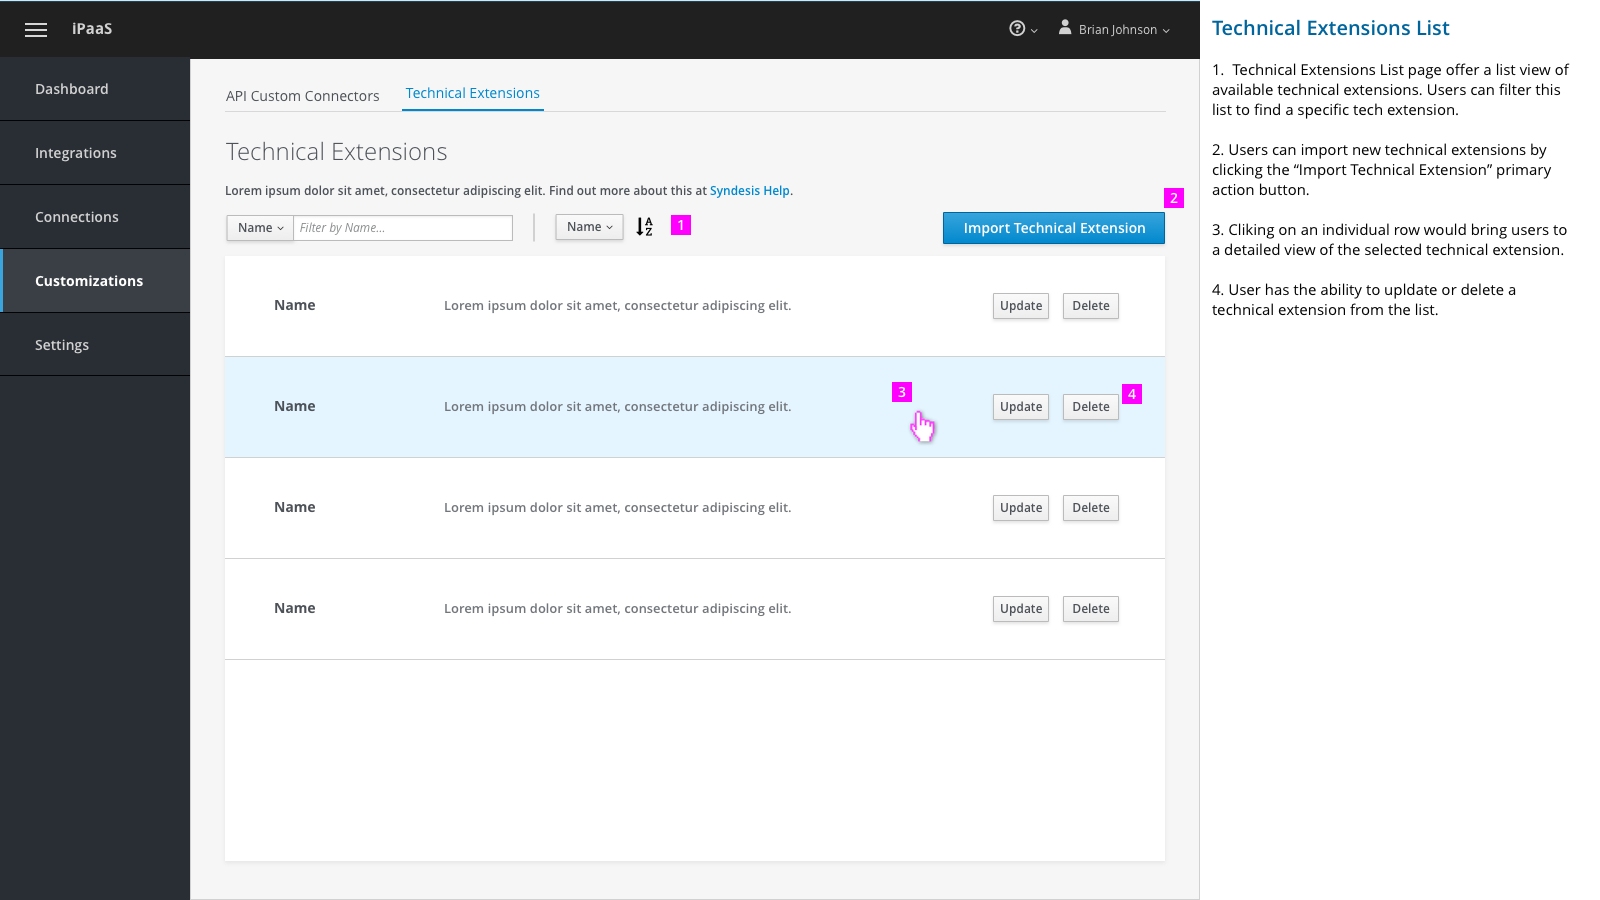 iPaaS
Brian Johnson
Dashboard
Integrations
Connections
Customizations
Settings
API Custom Connectors
Technical Extensions
Technical Extensions
Lorem ipsum dolor sit amet, consectetur adipiscing elit. Find out more about this at Syndesis Help.
2
Name
Filter by Name...
Name
A
Z
1
Import Technical Extension
Name
Lorem ipsum dolor sit amet, consectetur adipiscing elit.
Update
Delete
Name
Lorem ipsum dolor sit amet, consectetur adipiscing elit.
3
Update
Delete
4
Name
Lorem ipsum dolor sit amet, consectetur adipiscing elit.
Update
Delete
Name
Lorem ipsum dolor sit amet, consectetur adipiscing elit.
Update
Delete
Technical Extensions List
1.  Technical Extensions List page offer a list view of
available technical extensions. Users can filter this
list to find a specific tech extension.
2. Users can import new technical extensions by
clicking the “Import Technical Extension” primary
action button.
3. Cliking on an individual row would bring users to
a detailed view of the selected technical extension.
4. User has the ability to upldate or delete a
technical extension from the list.